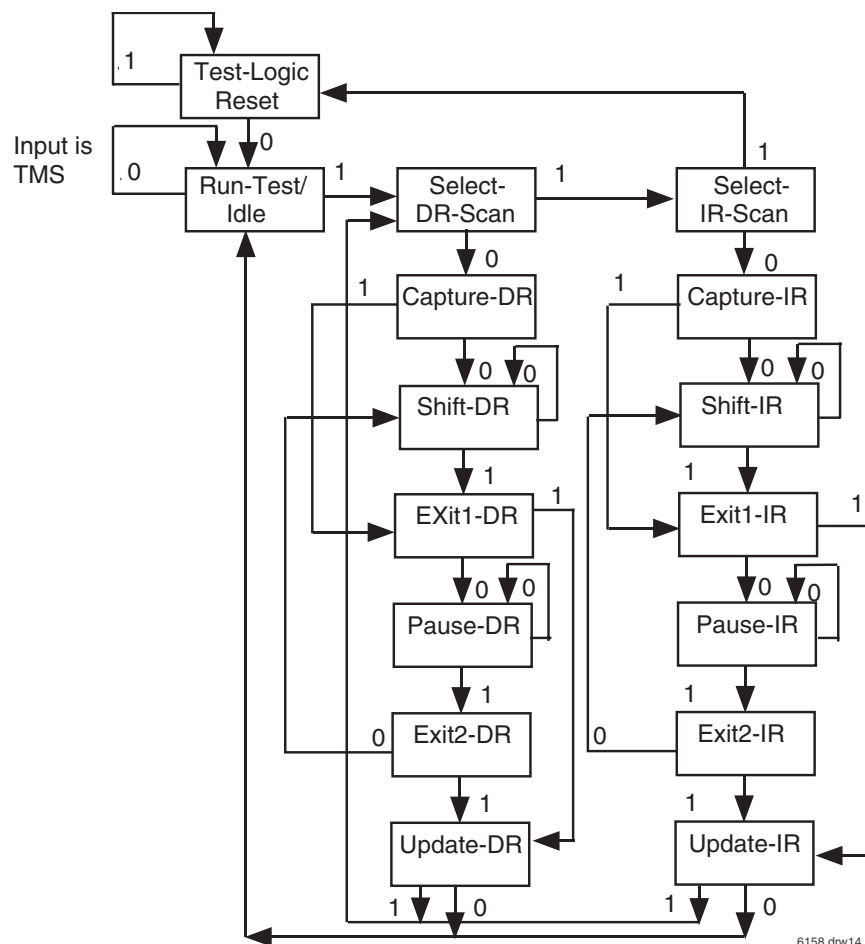 .1
Test-Logic
Reset
0
1
Input is
TMS
.0
Run-Test/
Idle
1
Select-
DR-Scan
1
Select-
IR-Scan
0
0
1
Capture-DR
1
Capture-IR
0
0
0
0
Shift-DR
Shift-IR
1
1
EXit1-DR
1
Exit1-IR
1
0
0
0
0
Pause-DR
Pause-IR
1
1
0
Exit2-DR
0
Exit2-IR
1
1
Update-DR
Update-IR
1
0
1
0
6158 drw14